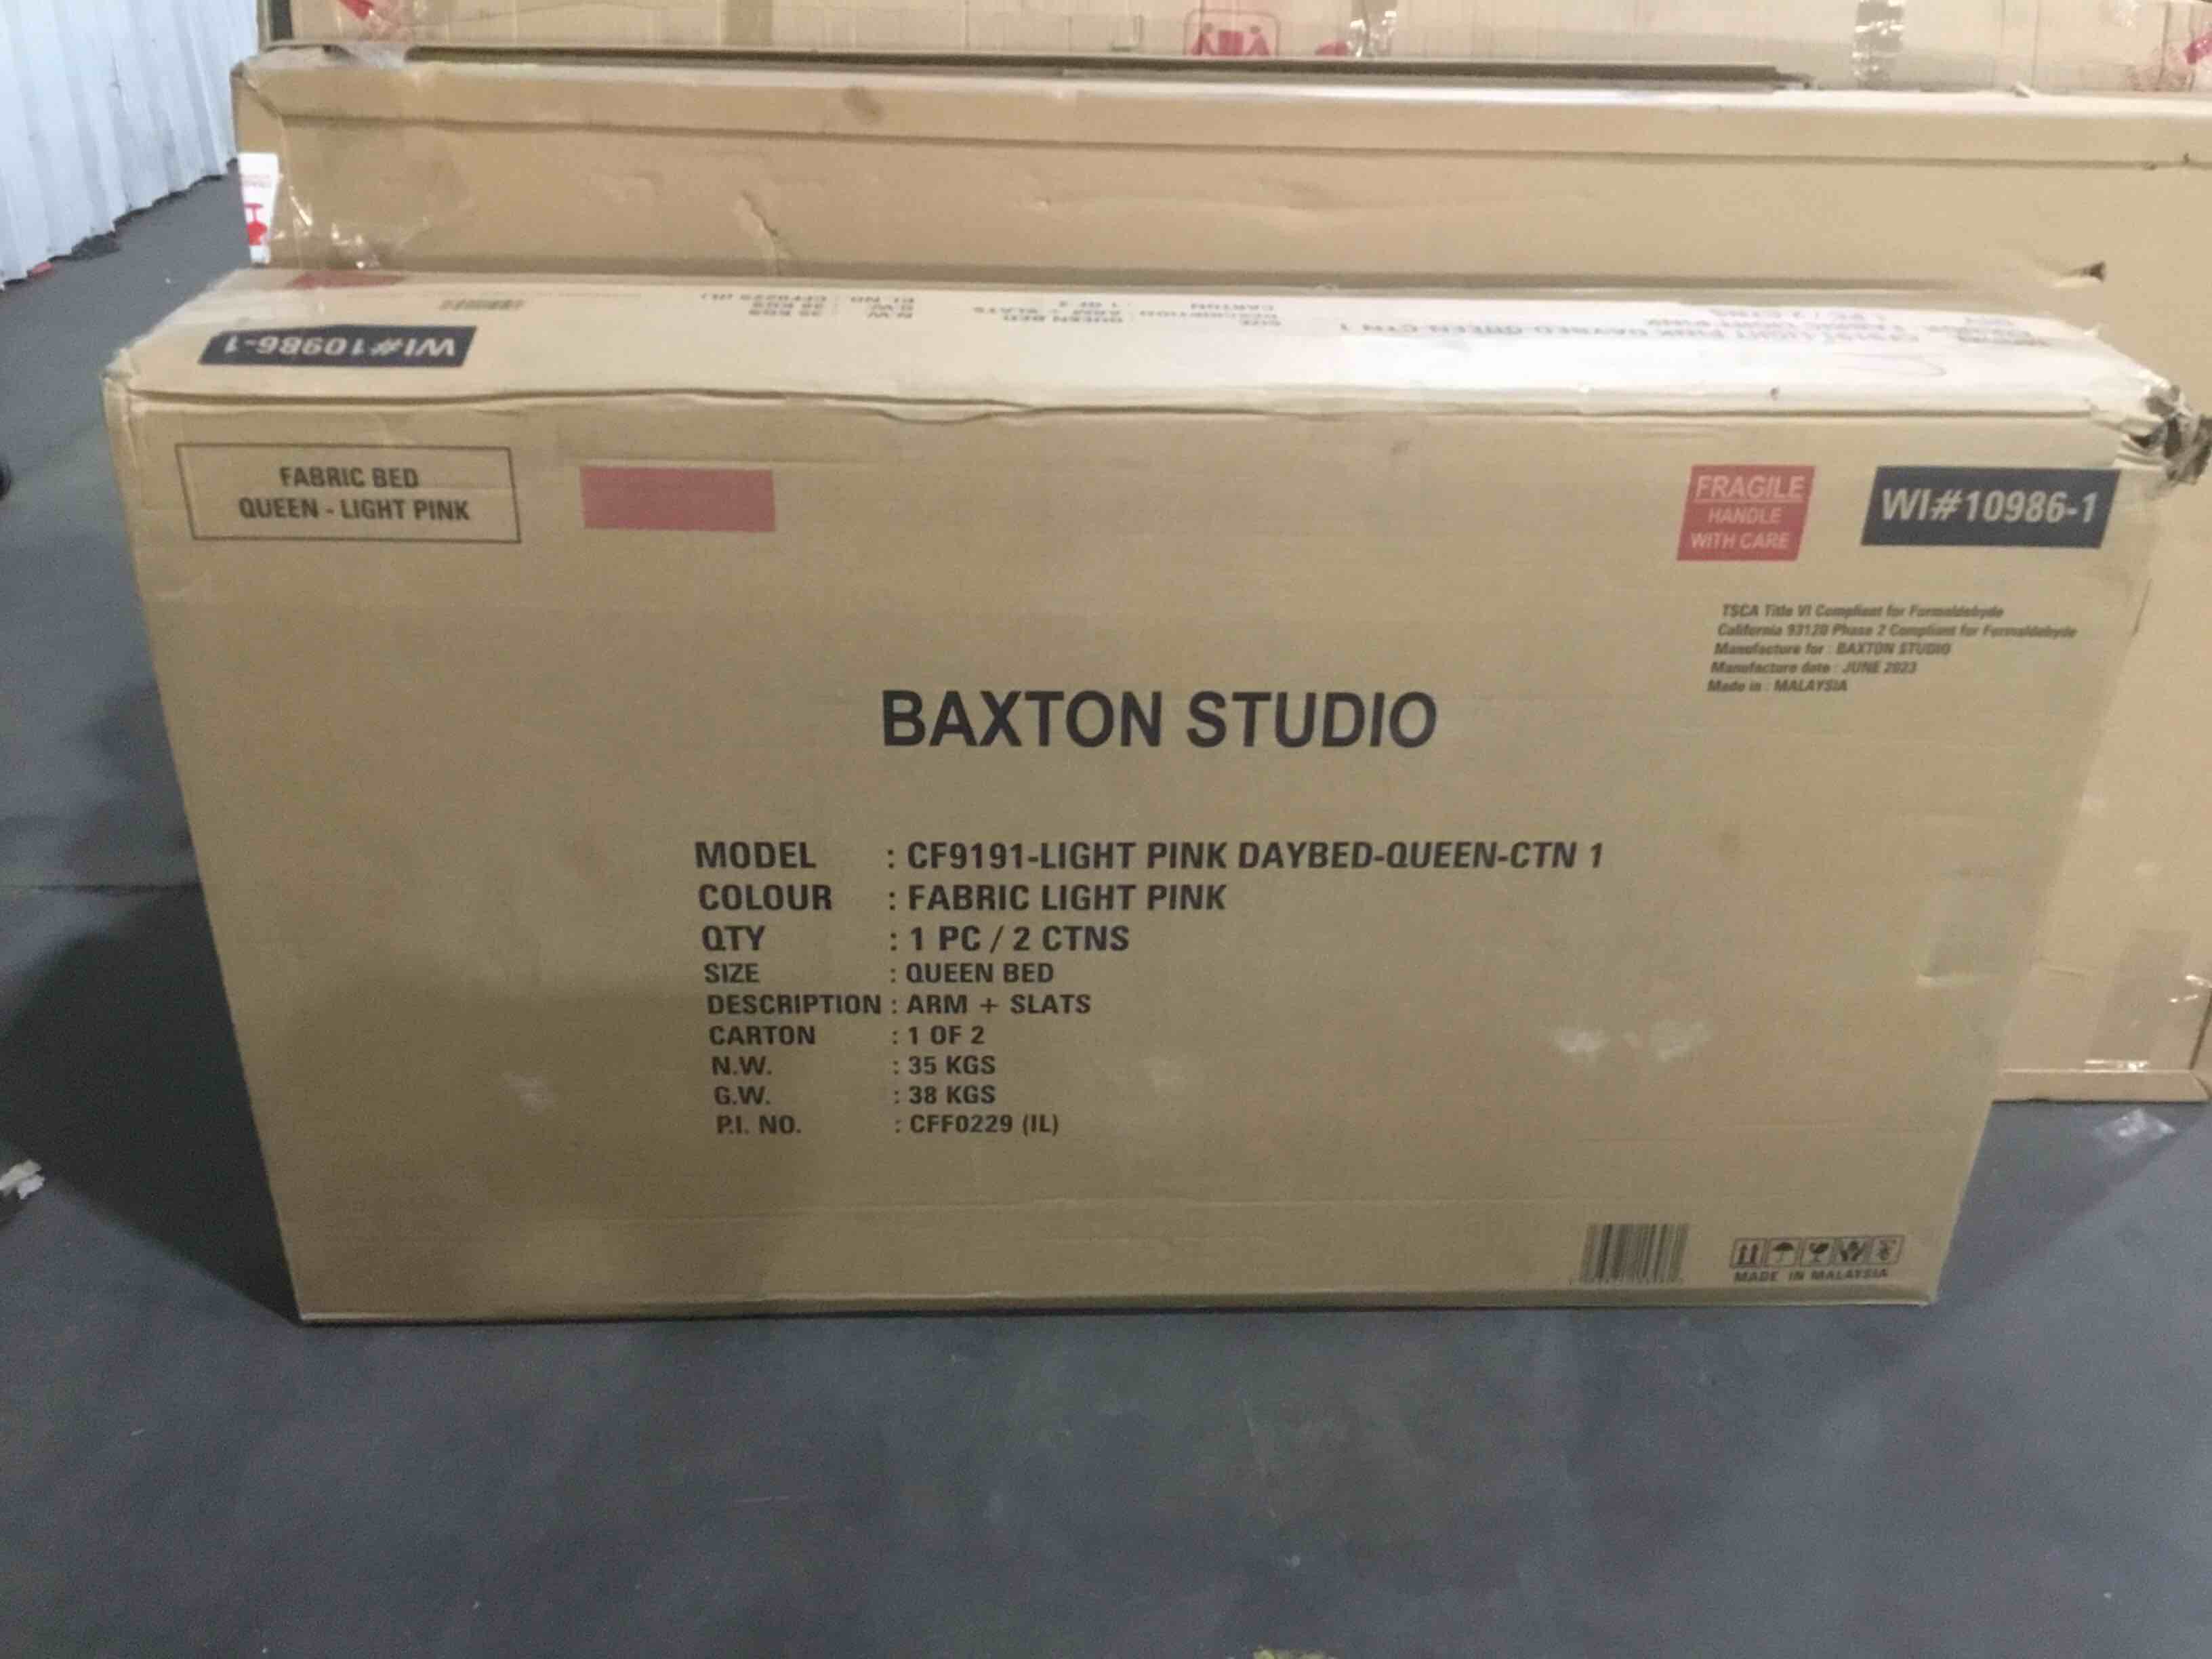 WI#10986-1
FABRIC BED
QUEEN - LIGHT PINK
FRAGILE
HANDLE
WITH CARE
WI#10986-1
TSCA Title VI Compliant for Formaldehyde
California 93120 Phase 2 Compliant for Formaldehyde
Manufacture for : BAXTON STUDIO
Manufacture date : JUNE 2023
Made in : MALAYSIA
BAXTON STUDIO
MODEL : CF9191-LIGHT PINK DAYBED-QUEEN-CTN 1
COLOUR : FABRIC LIGHT PINK
QTY : 1 PC / 2 CTNS
SIZE : QUEEN BED
DESCRIPTION : ARM + SLATS
CARTON : 1 OF 2
N.W. : 35 KGS
G.W. : 38 KGS
P.I. NO. : CFF0229 (IL)
MADE IN MALAYSIA